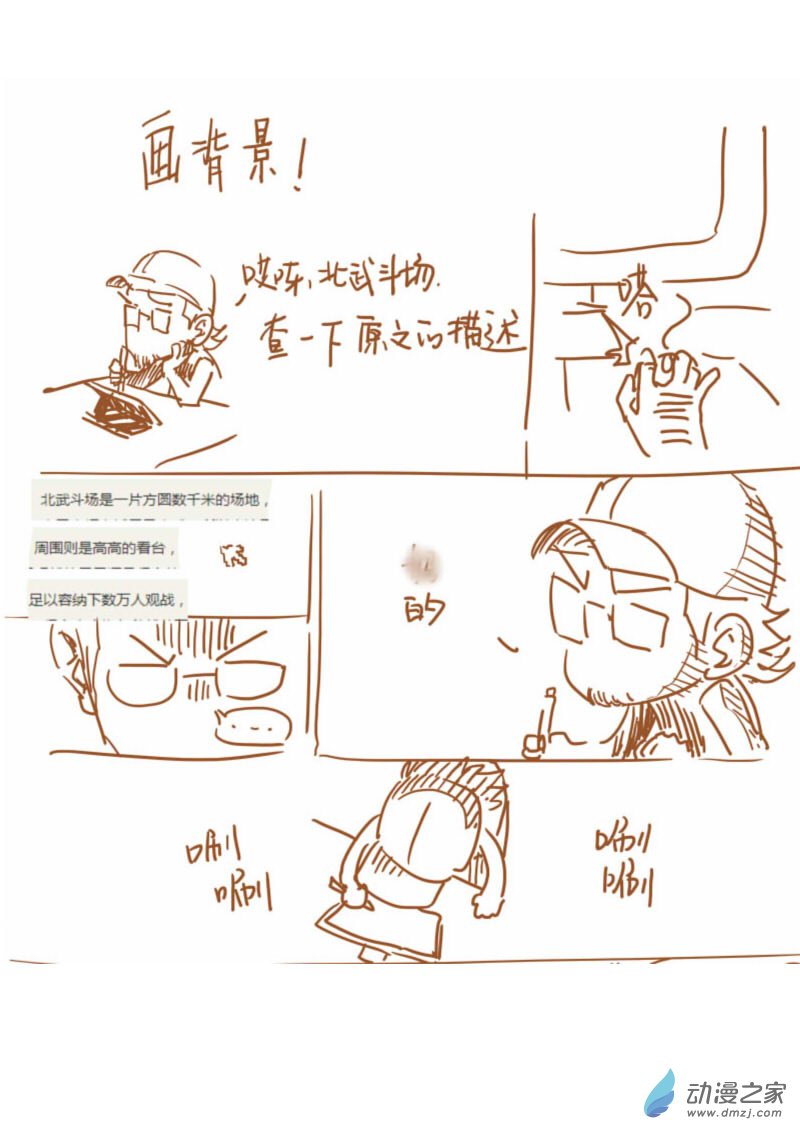 画背景！
哎哟，北武斗场.
查一下原文的描述
嗒
北武斗场是一片方圆数千米的场地，
周围则是高高的看台，
足以容纳下数万人观战，
....
的
唰
唰
唰
唰
动漫之家
www.dmzj.com